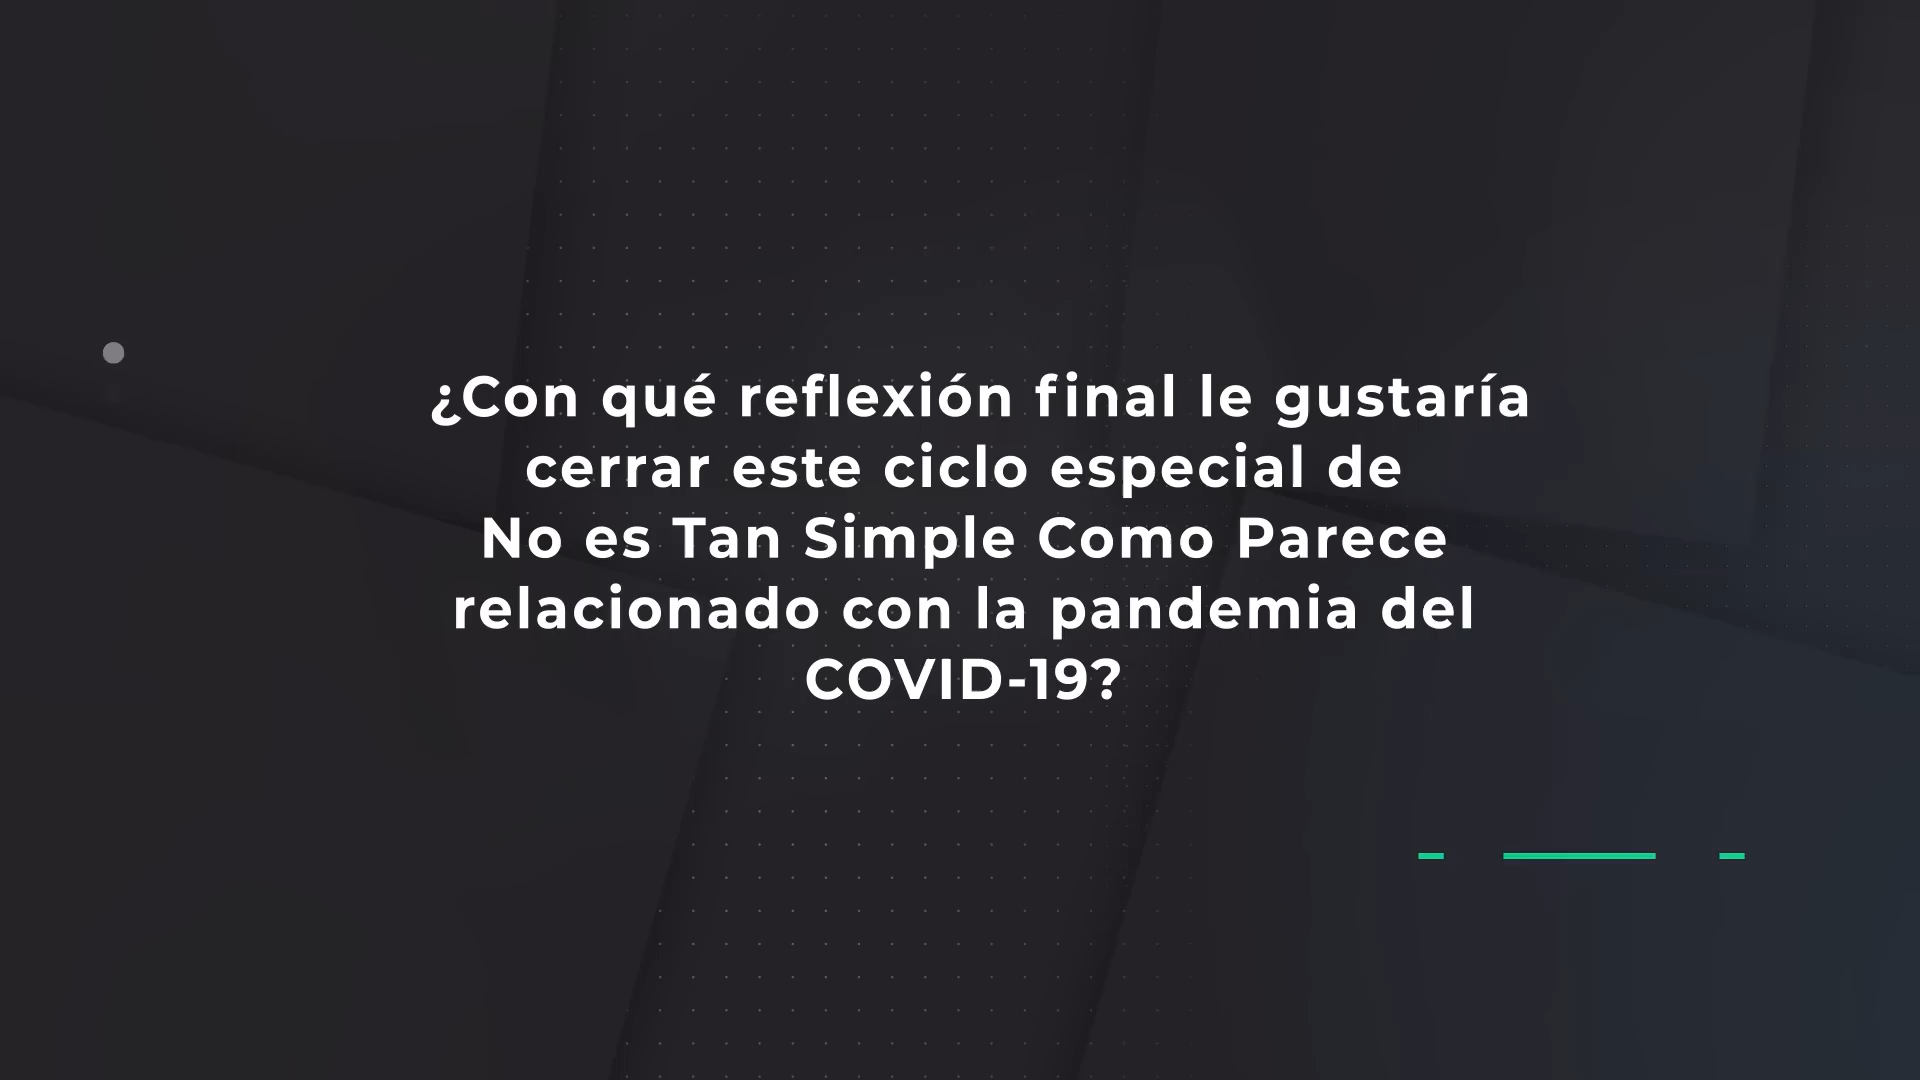 ¿Con qué reflexión final le gustaría
cerrar este ciclo especial de
No es Tan Simple Como Parece
relacionado con la pandemia del
COVID-19?